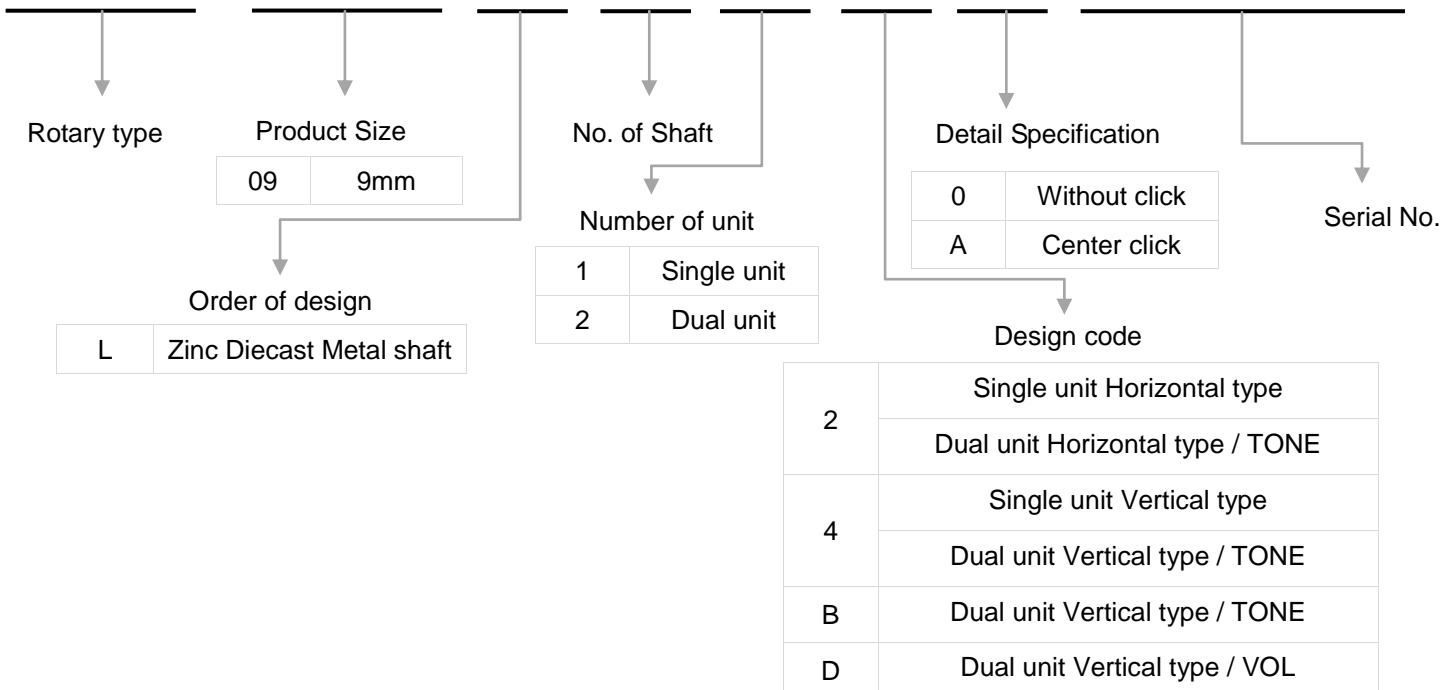 Rotary type
Product Size
No. of Shaft
Detail Specification
09 9mm
0 Without click
Number of unit
Serial No.
A Center click
1 Single unit
Order of design
2 Dual unit
Design code
L Zinc Diecast Metal shaft
2
Single unit Horizontal type
Dual unit Horizontal type / TONE
4
Single unit Vertical type
Dual unit Vertical type / TONE
B Dual unit Vertical type / TONE
D Dual unit Vertical type / VOL